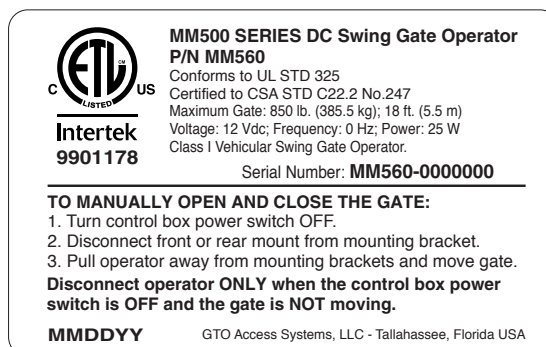 MM500 SERIES DC Swing Gate Operator
P/N MM560
Conforms to UL STD 325
Certified to CSA STD C22.2 No.247
Maximum Gate: 850 lb. (385.5 kg); 18 ft. (5.5 m)
Voltage: 12 Vdc; Frequency: 0 Hz; Power: 25 W
Class I Vehicular Swing Gate Operator.
Serial Number: MM560-0000000
C ETL CM US
LISTED
Intertek
9901178
TO MANUALLY OPEN AND CLOSE THE GATE:
1. Turn control box power switch OFF.
2. Disconnect front or rear mount from mounting bracket.
3. Pull operator away from mounting brackets and move gate.
Disconnect operator ONLY when the control box power
switch is OFF and the gate is NOT moving.
MMDDYY GTO Access Systems, LLC - Tallahassee, Florida USA